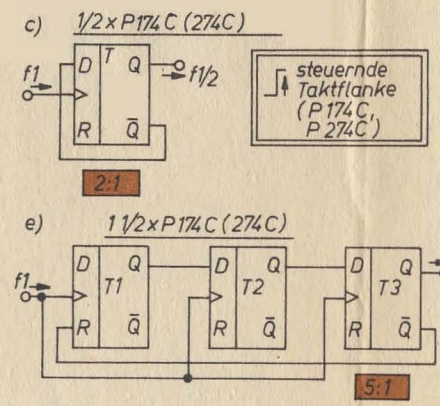 c) 1/2×P174C (274C)
D T Q
f1
f1/2
R Q̅
2:1
steuernde
Taktflanke
(P174C,
P274C)
e) 1 1/2×P174C (274C)
D Q D Q D Q
f1
T1 T2 T3
R Q̅ R Q̅ R Q̅
5:1